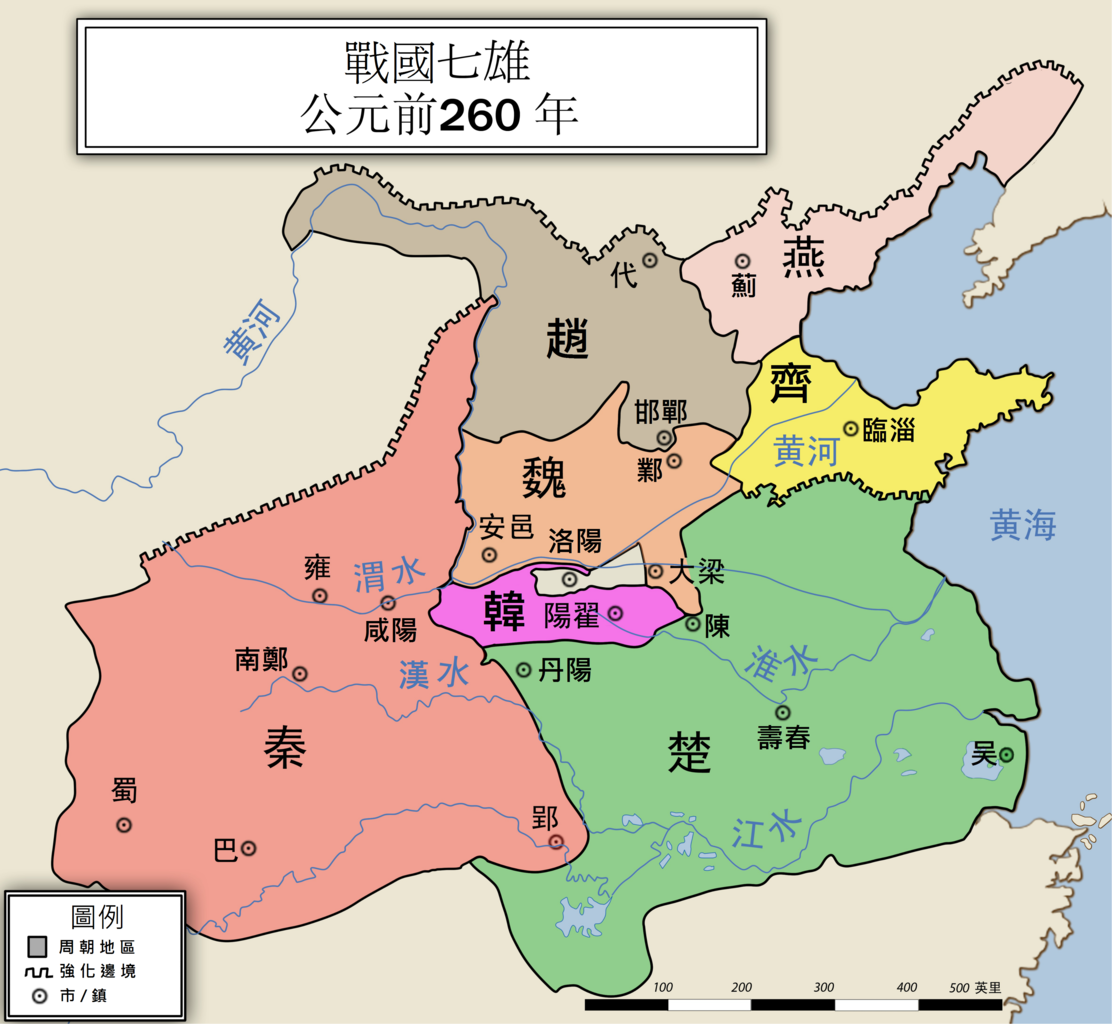 戰國七雄
公元前260 年
代
燕
薊
趙
黃河
齊
邯鄲
臨淄
黄河
鄴
魏
黄海
安邑
洛陽
雍
渭水
大梁
咸陽
韓
陽翟
陳
南鄭
漢水
丹陽
淮水
秦
楚
壽春
吴
蜀
郢
江水
巴
圖例
周朝地區
強化邊境
市/鎮
100 200 300 400 500 英里